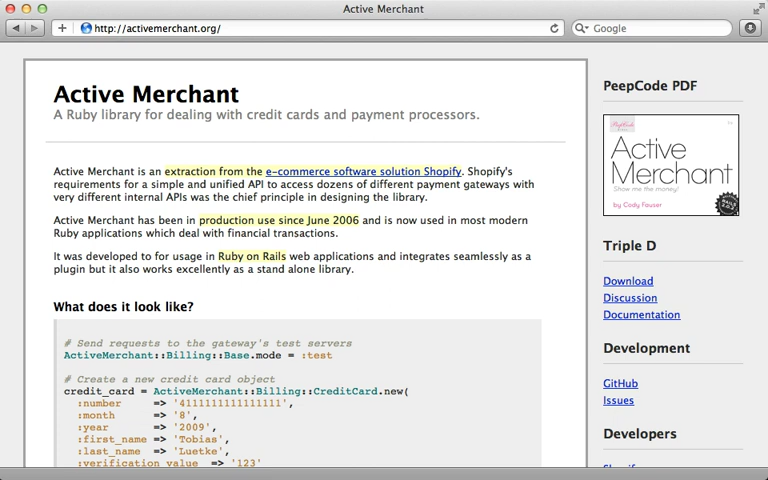 Active Merchant
http://activemerchant.org/
Google
Active Merchant
A Ruby library for dealing with credit cards and payment processors.
Active Merchant is an extraction from the e-commerce software solution Shopify. Shopify's
requirements for a simple and unified API to access dozens of different payment gateways with
very different internal APIs was the chief principle in designing the library.
Active Merchant has been in production use since June 2006 and is now used in most modern
Ruby applications which deal with financial transactions.
It was developed to for usage in Ruby on Rails web applications and integrates seamlessly as a
plugin but it also works excellently as a stand alone library.
What does it look like?
# Send requests to the gateway's test servers
ActiveMerchant::Billing::Base.mode = :test
# Create a new credit card object
credit_card = ActiveMerchant::Billing::CreditCard.new(
:number => '4111111111111111',
:month => '8',
:year => '2009',
:first_name => 'Tobias',
:last_name => 'Luetke',
:verification_value => '123'
PeepCode PDF
Active
Merchant
Show me the money!
by Cody Fauser
Triple D
Download
Discussion
Documentation
Development
GitHub
Issues
Developers
Shopify